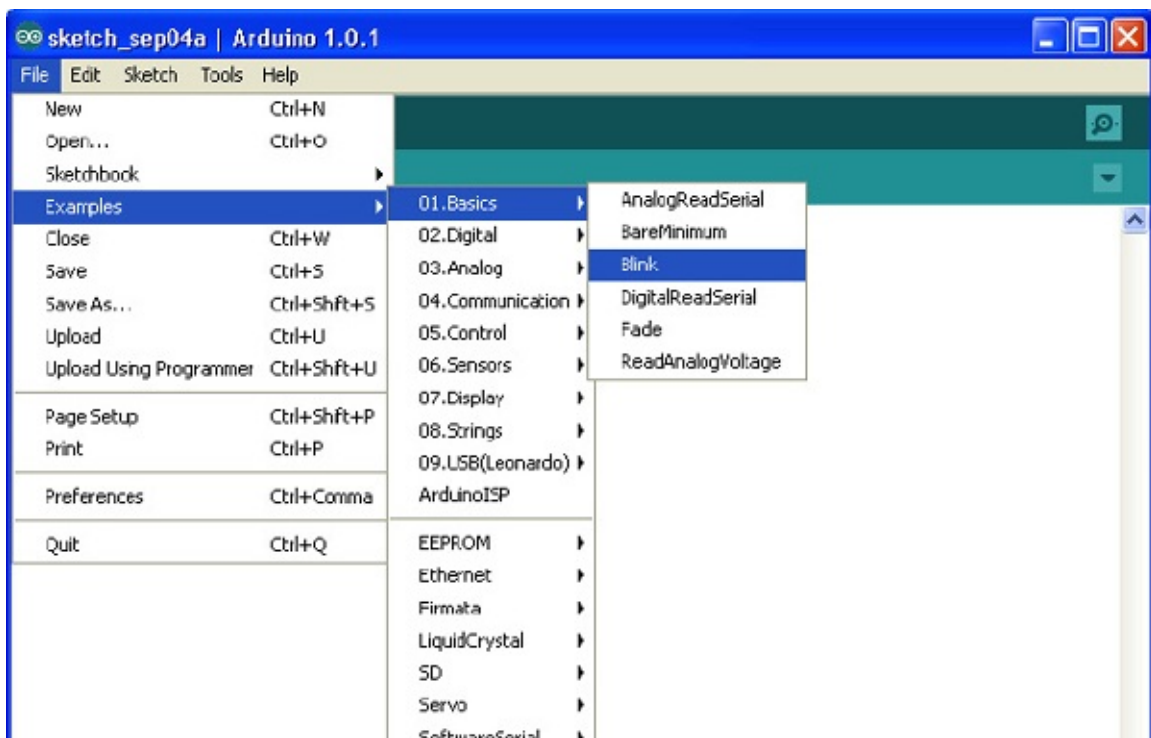 sketch_sep04a | Arduino 1.0.1
File Edit Sketch Tools Help
New Ctrl+N
Open... Ctrl+O
Sketchbook
Examples
Close Ctrl+W
Save Ctrl+S
Save As... Ctrl+Shft+S
Upload Ctrl+U
Upload Using Programmer Ctrl+Shft+U
Page Setup Ctrl+Shft+P
Print Ctrl+P
Preferences Ctrl+Comma
Quit Ctrl+Q
01.Basics
02.Digital
03.Analog
04.Communication
05.Control
06.Sensors
07.Display
08.Strings
09.USB(Leonardo)
ArduinoISP
EEPROM
Ethernet
Firmata
LiquidCrystal
SD
Servo
SoftwareSerial
AnalogReadSerial
BareMinimum
Blink
DigitalReadSerial
Fade
ReadAnalogVoltage